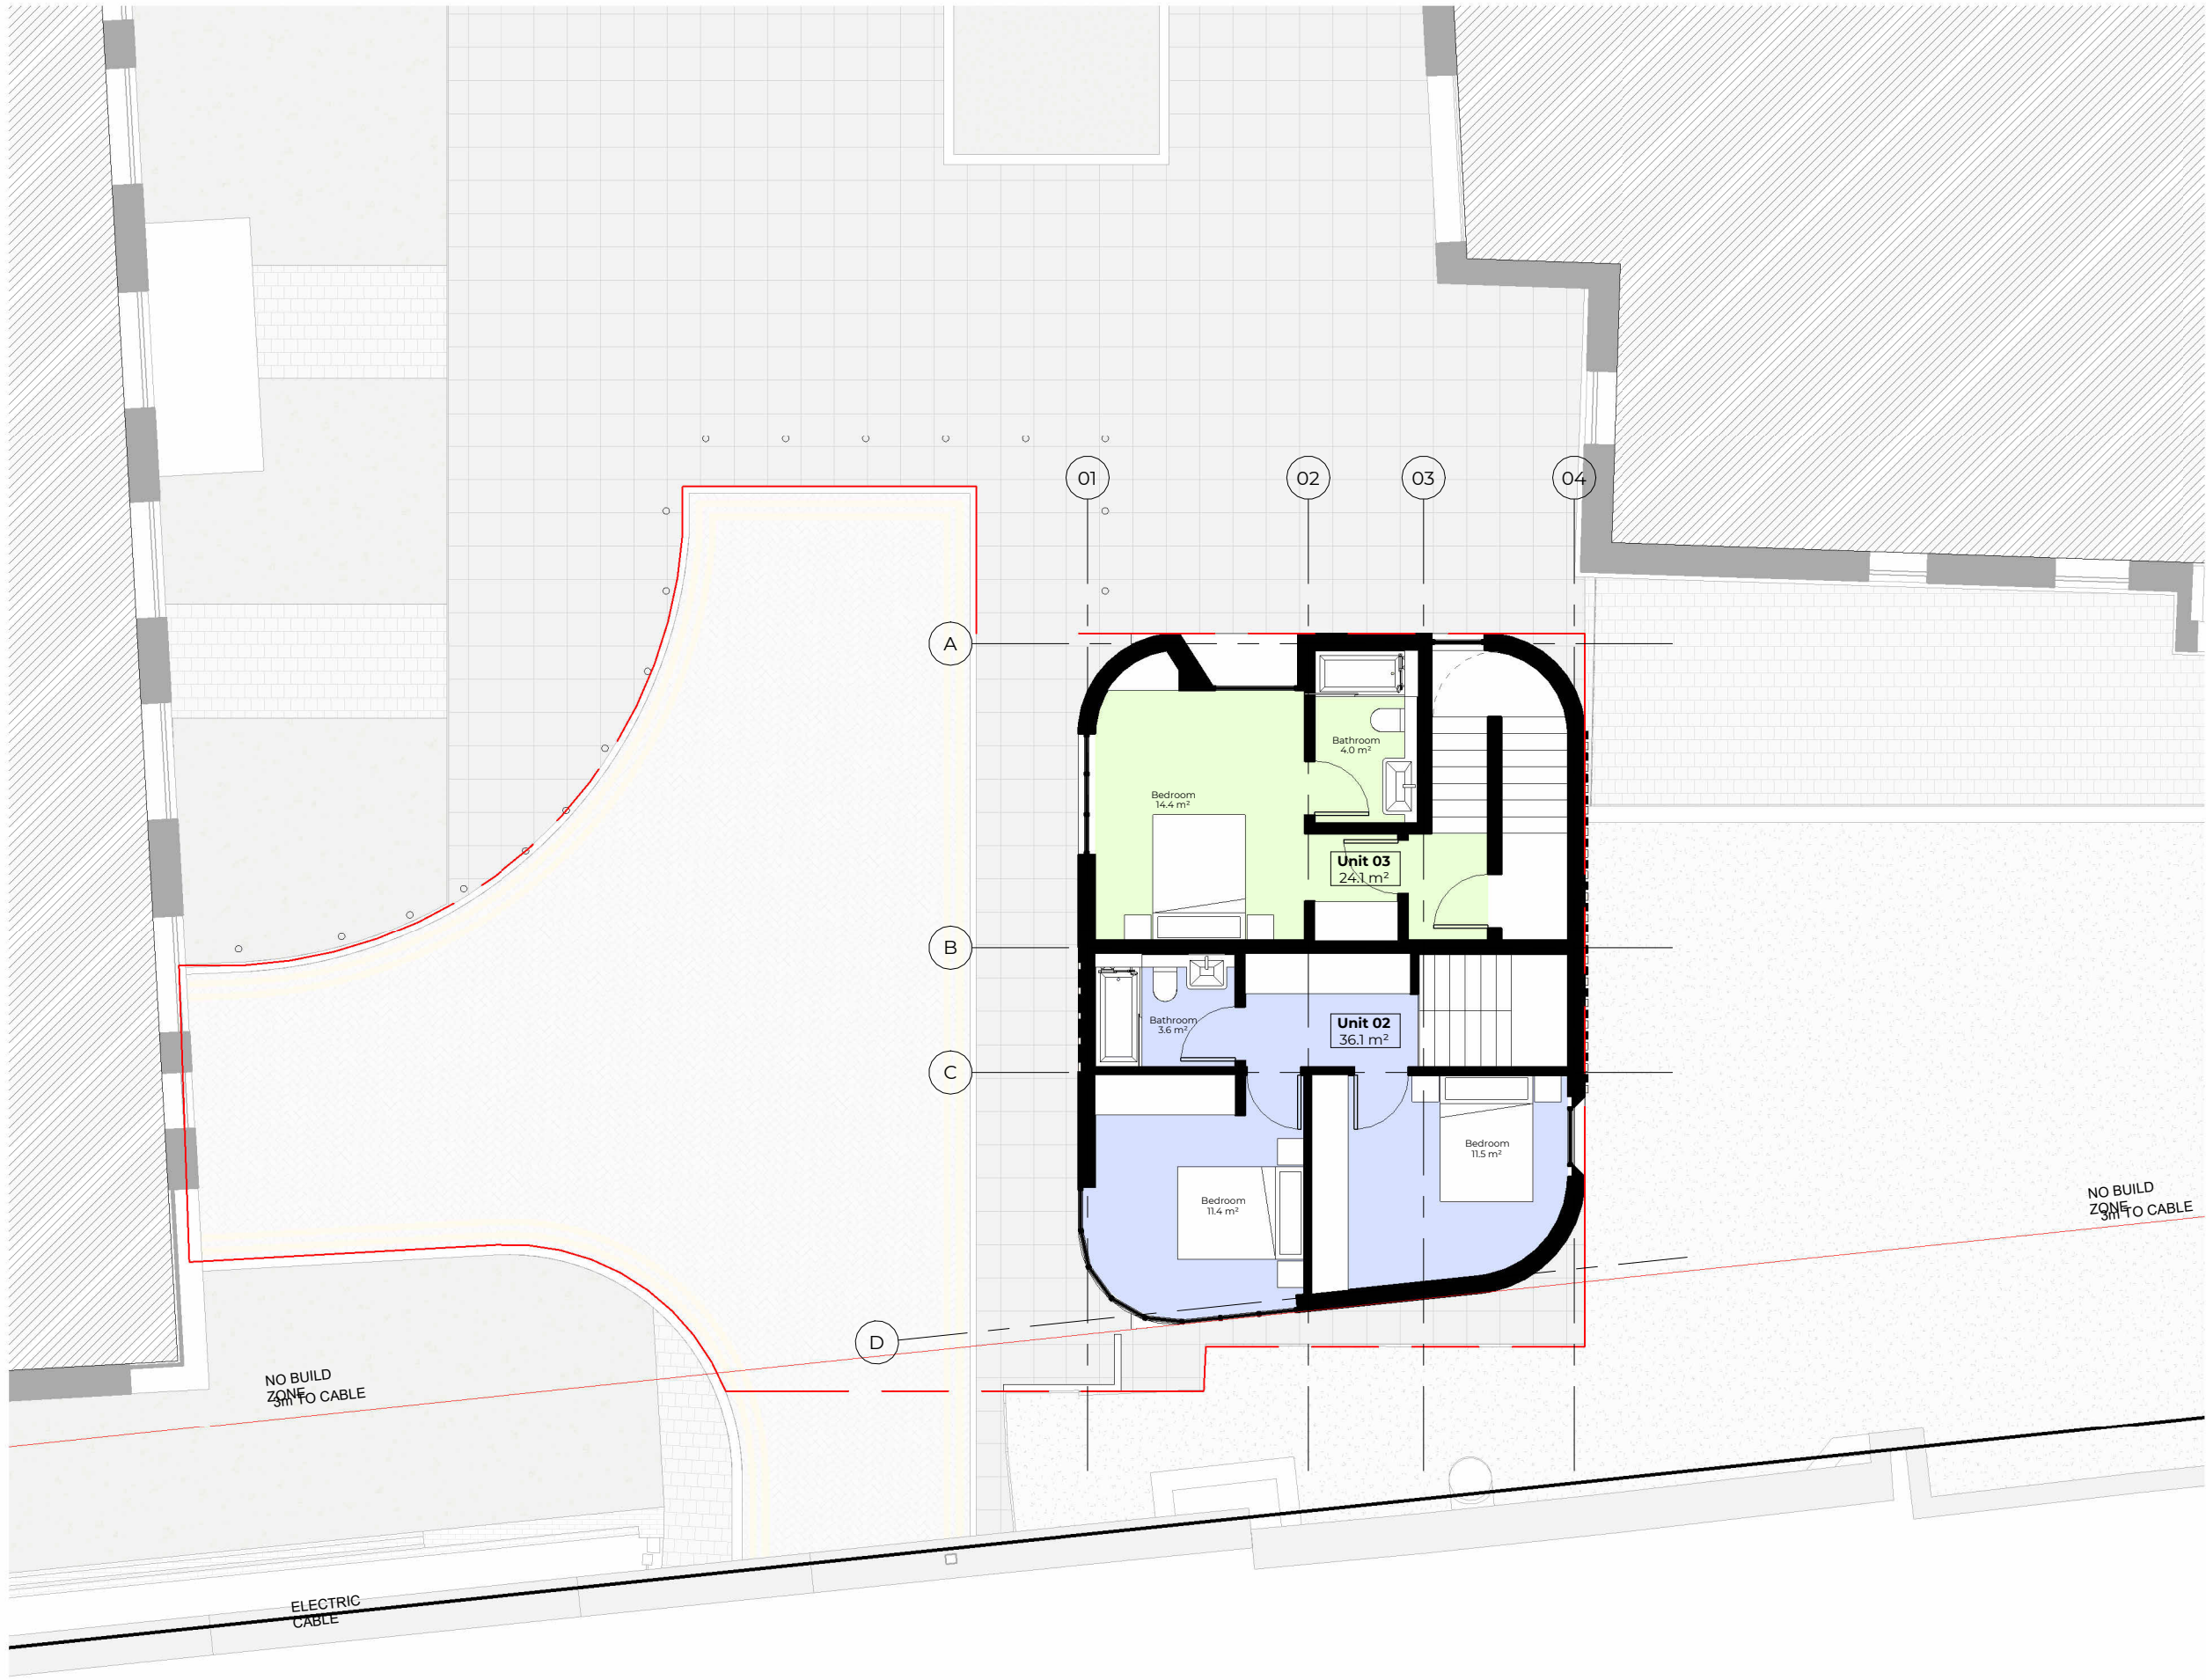 01
02
03
04
A
Bathroom
4.0 m²
Bedroom
14.4 m²
Unit 03
24.1 m²
B
Bathroom
3.6 m²
Unit 02
36.1 m²
C
Bedroom
11.5 m²
Bedroom
11.4 m²
NO BUILD
ZONE
3m TO CABLE
D
NO BUILD
ZONE
3m TO CABLE
ELECTRIC
CABLE